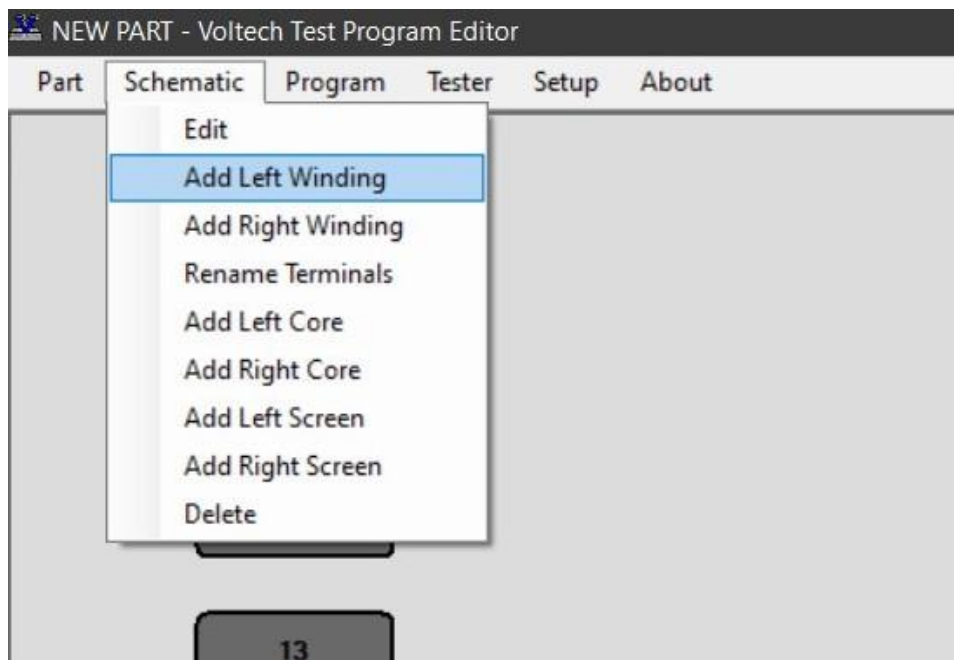 NEW PART - Voltech Test Program Editor
Part Schematic Program Tester Setup About
Edit
Add Left Winding
Add Right Winding
Rename Terminals
Add Left Core
Add Right Core
Add Left Screen
Add Right Screen
Delete
13